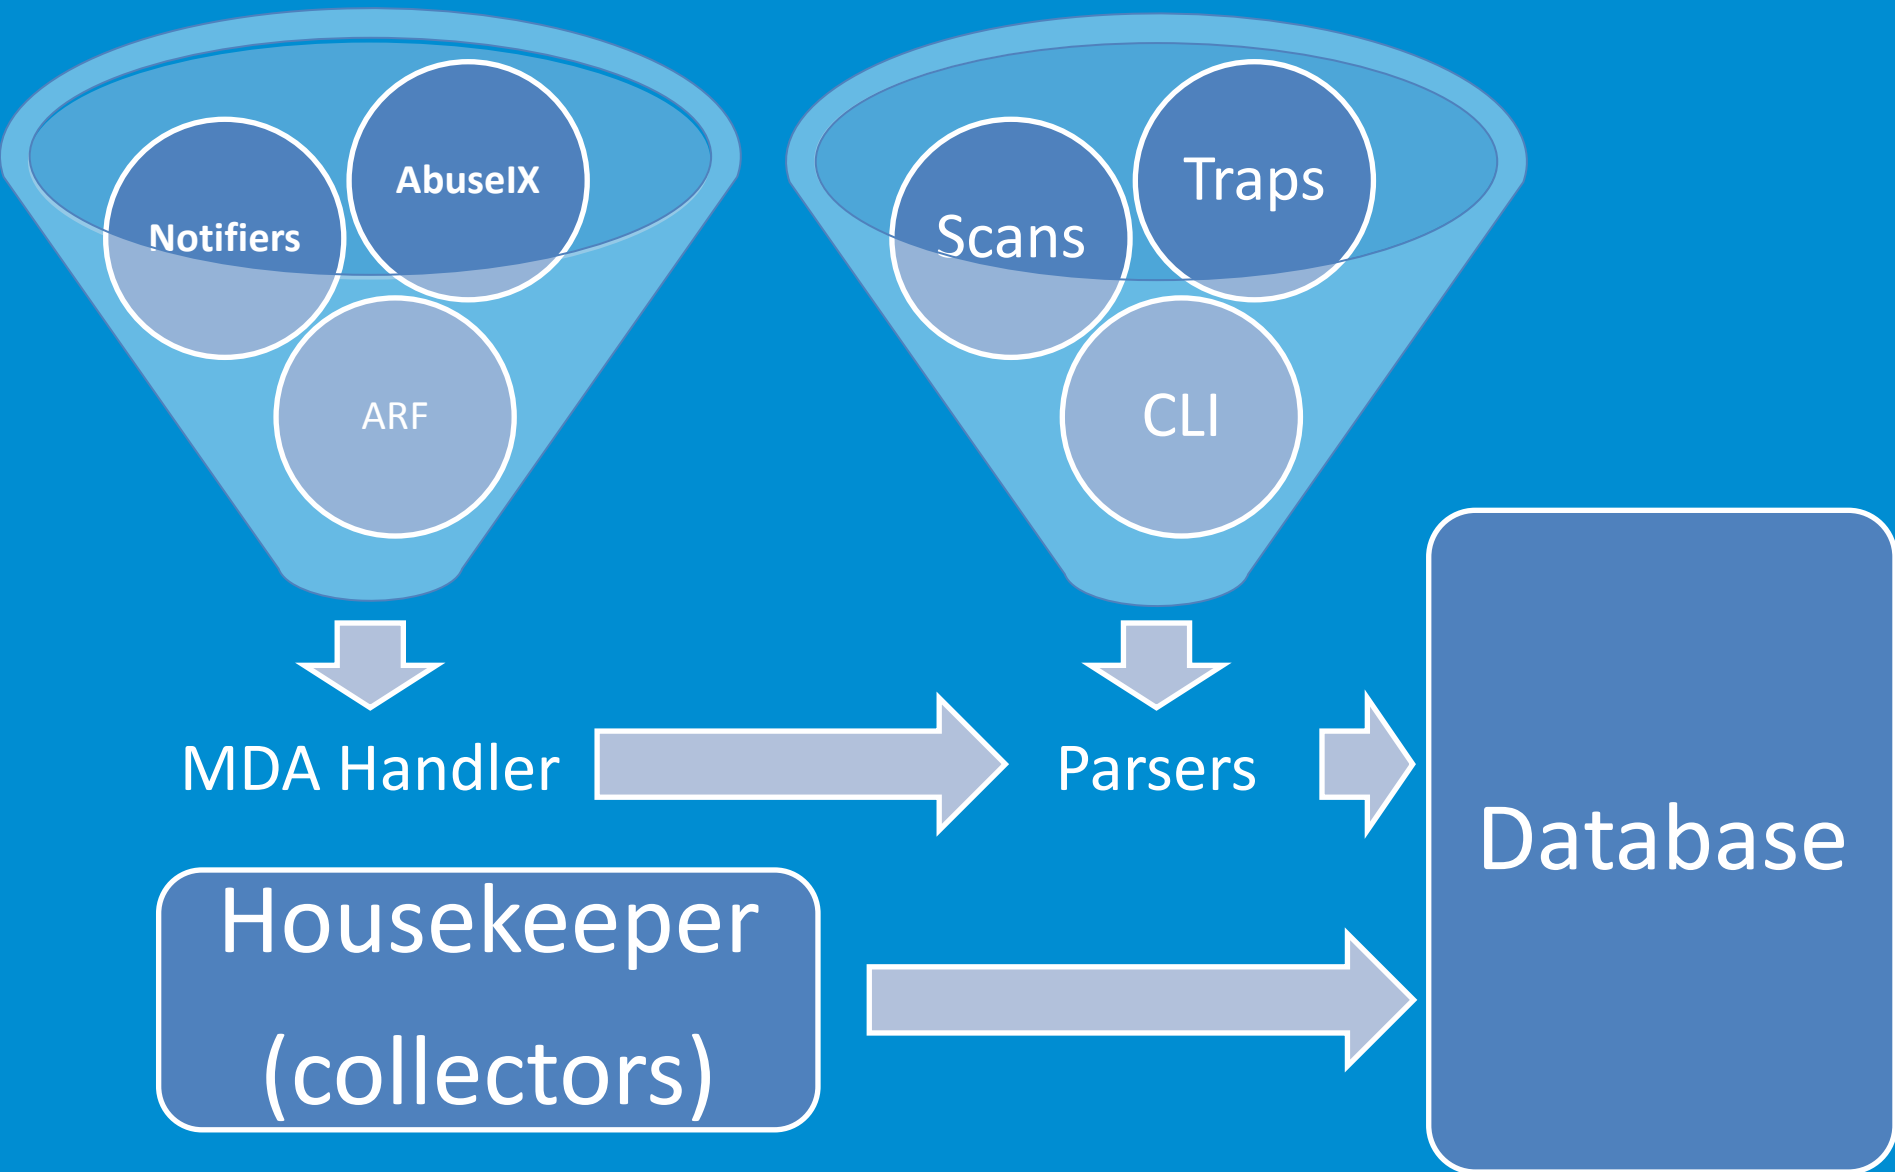 Notifiers
AbuseIX
ARF
Scans
Traps
CLI
MDA Handler
Parsers
Database
Housekeeper
(collectors)